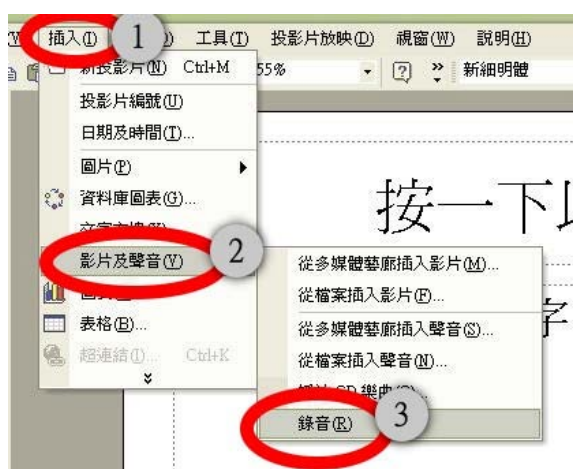 插入(I)
1
工具(T)
投影片放映(D)
視窗(W)
說明(H)
新投影片(N) Ctrl+M
55%
新細明體
投影片編號(U)
日期及時間(I)...
圖片(P)
資料庫圖表(G)...
按一下以
影片及聲音(V)
2
從多媒體藝廊插入影片(M)...
從檔案插入影片(F)...
字
表格(B)...
從多媒體藝廊插入聲音(S)...
超連結(I)... Ctrl+K
從檔案插入聲音(N)...
錄音(R)
3